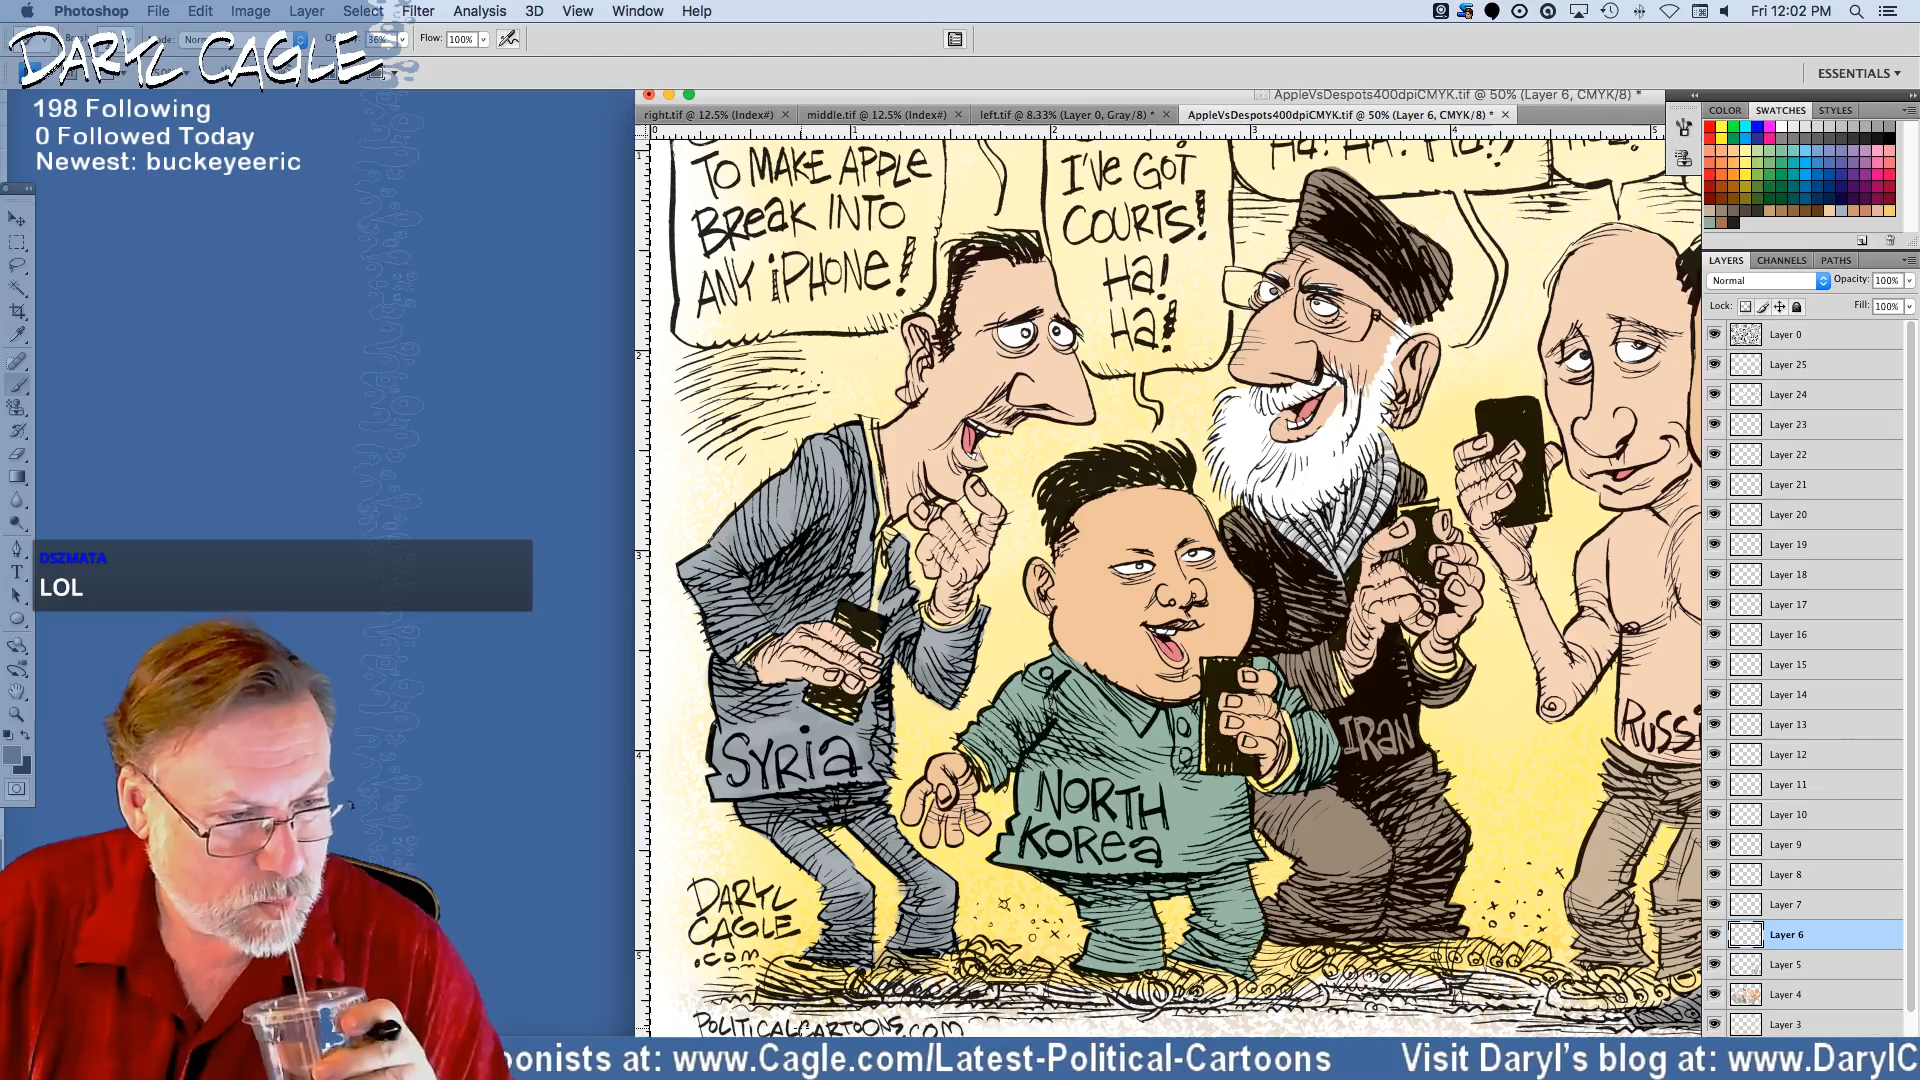 Photoshop File Edit Image Layer Select Filter Analysis 3D View Window Help
Fri 12:02 PM
Flow: 100%
DARYL CAGLE
ESSENTIALS
198 Following
0 Followed Today
Newest: buckeyeeric
AppleVsDespots400dpiCMYK.tif @ 50% (Layer 6, CMYK/8) *
right.tif @ 12.5% (Index#)
middle.tif @ 12.5% (Index#)
left.tif @ 8.33% (Layer 0, Gray/8) *
AppleVsDespots400dpiCMYK.tif @ 50% (Layer 6, CMYK/8) *
COLOR SWATCHES STYLES
TO MAKE APPLE
BREAK INTO
ANY iPHONE!
I'VE GOT
COURTS!
HA!
HA!
HA! HA! HA!
LAYERS CHANNELS PATHS
Normal
Opacity: 100%
Lock:
Fill: 100%
Layer 0
Layer 25
Layer 24
Layer 23
Layer 22
Layer 21
Layer 20
Layer 19
Layer 18
Layer 17
Layer 16
Layer 15
Layer 14
Layer 13
Layer 12
Layer 11
Layer 10
Layer 9
Layer 8
Layer 7
Layer 6
Layer 5
Layer 4
Layer 3
DSZMATA
LOL
SYRIA
NORTH
KOREA
IRAN
RUSSI
DARYL
CAGLE
.com
POLITICALCARTOONS.COM
oonists at: www.Cagle.com/Latest-Political-Cartoons
Visit Daryl's blog at: www.DarylC